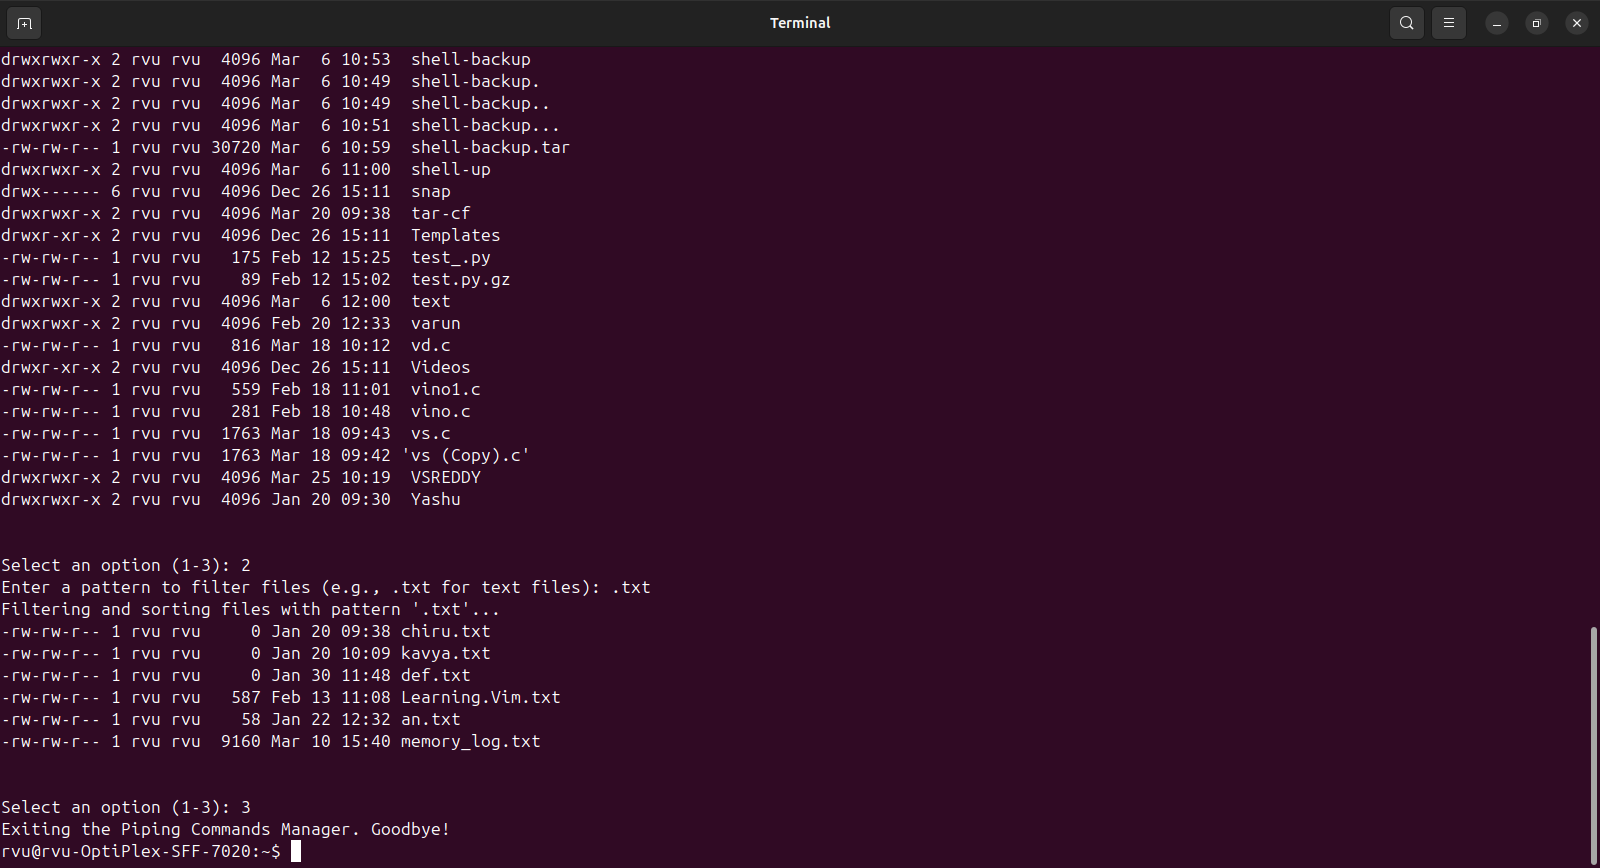 Terminal
drwxrwxr-x 2 rvu rvu  4096 Mar  6 10:53  shell-backup
drwxrwxr-x 2 rvu rvu  4096 Mar  6 10:49  shell-backup.
drwxrwxr-x 2 rvu rvu  4096 Mar  6 10:49  shell-backup..
drwxrwxr-x 2 rvu rvu  4096 Mar  6 10:51  shell-backup...
-rw-rw-r-- 1 rvu rvu 30720 Mar  6 10:59  shell-backup.tar
drwxrwxr-x 2 rvu rvu  4096 Mar  6 11:00  shell-up
drwx------ 6 rvu rvu  4096 Dec 26 15:11  snap
drwxrwxr-x 2 rvu rvu  4096 Mar 20 09:38  tar-cf
drwxr-xr-x 2 rvu rvu  4096 Dec 26 15:11  Templates
-rw-rw-r-- 1 rvu rvu   175 Feb 12 15:25  test_.py
-rw-rw-r-- 1 rvu rvu    89 Feb 12 15:02  test.py.gz
drwxrwxr-x 2 rvu rvu  4096 Mar  6 12:00  text
drwxrwxr-x 2 rvu rvu  4096 Feb 20 12:33  varun
-rw-rw-r-- 1 rvu rvu   816 Mar 18 10:12  vd.c
drwxr-xr-x 2 rvu rvu  4096 Dec 26 15:11  Videos
-rw-rw-r-- 1 rvu rvu   559 Feb 18 11:01  vino1.c
-rw-rw-r-- 1 rvu rvu   281 Feb 18 10:48  vino.c
-rw-rw-r-- 1 rvu rvu  1763 Mar 18 09:43  vs.c
-rw-rw-r-- 1 rvu rvu  1763 Mar 18 09:42 'vs (Copy).c'
drwxrwxr-x 2 rvu rvu  4096 Mar 25 10:19  VSREDDY
drwxrwxr-x 2 rvu rvu  4096 Jan 20 09:30  Yashu
Select an option (1-3): 2
Enter a pattern to filter files (e.g., .txt for text files): .txt
Filtering and sorting files with pattern '.txt'...
-rw-rw-r-- 1 rvu rvu     0 Jan 20 09:38 chiru.txt
-rw-rw-r-- 1 rvu rvu     0 Jan 20 10:09 kavya.txt
-rw-rw-r-- 1 rvu rvu     0 Jan 30 11:48 def.txt
-rw-rw-r-- 1 rvu rvu   587 Feb 13 11:08 Learning.Vim.txt
-rw-rw-r-- 1 rvu rvu    58 Jan 22 12:32 an.txt
-rw-rw-r-- 1 rvu rvu  9160 Mar 10 15:40 memory_log.txt
Select an option (1-3): 3
Exiting the Piping Commands Manager. Goodbye!
rvu@rvu-OptiPlex-SFF-7020:~$